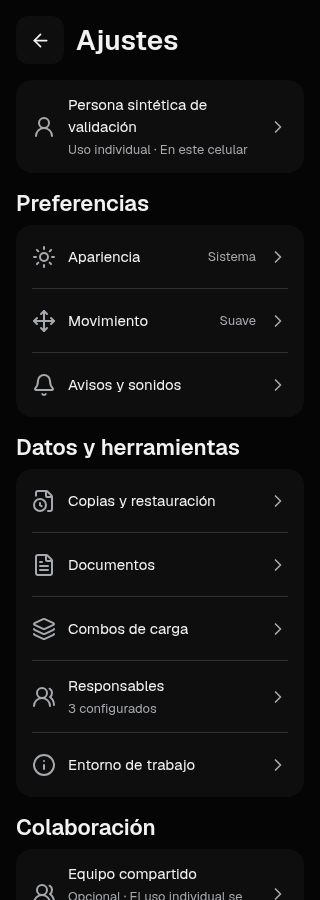 Ajustes
Persona sintética de
validación
Uso individual · En este celular
Preferencias
Apariencia Sistema
Movimiento Suave
Avisos y sonidos
Datos y herramientas
Copias y restauración
Documentos
Combos de carga
Responsables
3 configurados
Entorno de trabajo
Colaboración
Equipo compartido
Opcional · El uso individual se